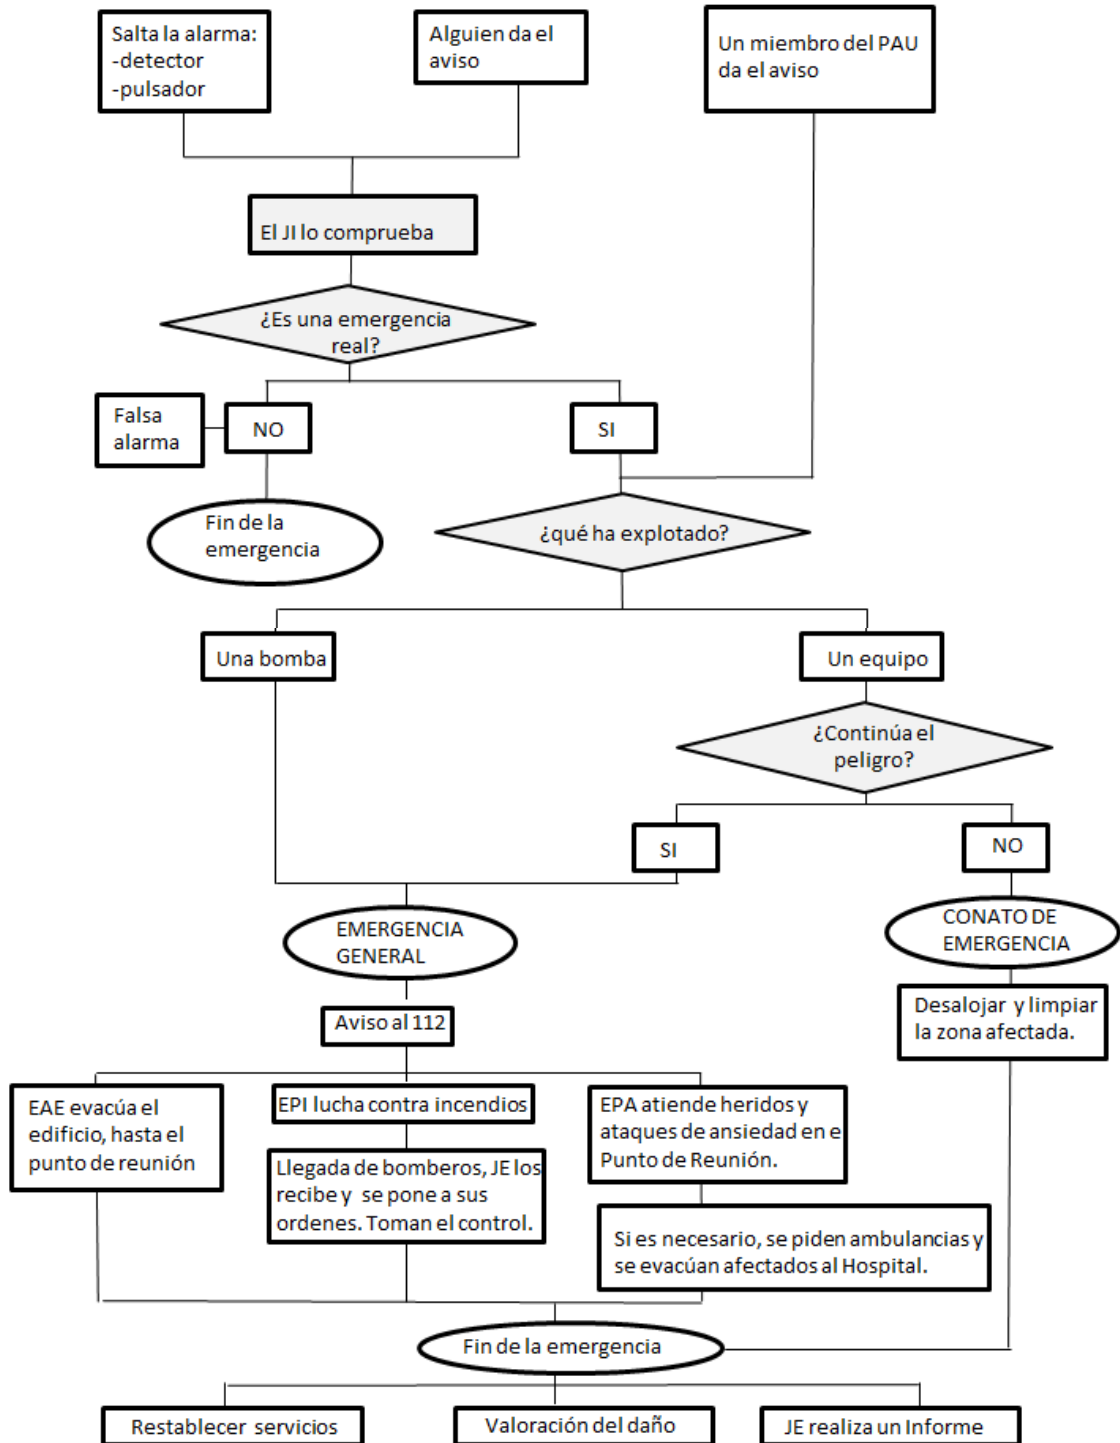 Salta la alarma:
-detector
-pulsador
Alguien da el
aviso
Un miembro del PAU
da el aviso
El JI lo comprueba
¿Es una emergencia
real?
Falsa
alarma
NO
SI
Fin de la
emergencia
¿qué ha explotado?
Una bomba
Un equipo
¿Continúa el
peligro?
SI
NO
EMERGENCIA
GENERAL
CONATO DE
EMERGENCIA
Aviso al 112
Desalojar y limpiar
la zona afectada.
EAE evacúa el
edificio, hasta el
punto de reunión
EPI lucha contra incendios
Llegada de bomberos, JE los
recibe y se pone a sus
ordenes. Toman el control.
EPA atiende heridos y
ataques de ansiedad en e
Punto de Reunión.
Si es necesario, se piden ambulancias y
se evacúan afectados al Hospital.
Fin de la emergencia
Restablecer servicios
Valoración del daño
JE realiza un Informe